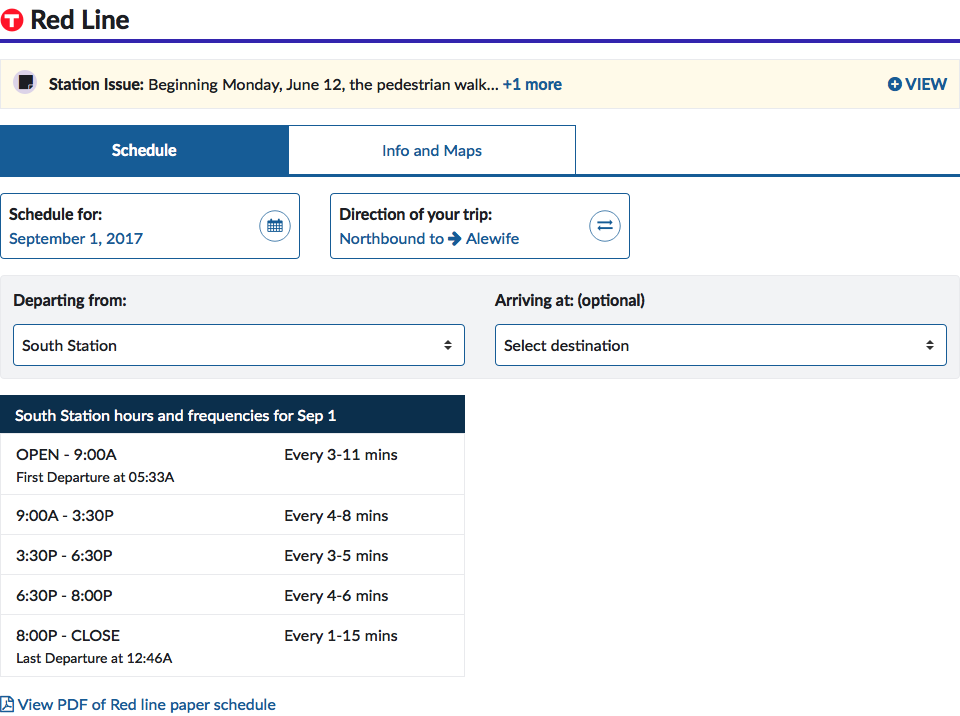 T Red Line
Station Issue: Beginning Monday, June 12, the pedestrian walk... +1 more VIEW
Schedule Info and Maps
Schedule for:
September 1, 2017
Direction of your trip:
Northbound to Alewife
Departing from:
South Station
Arriving at: (optional)
Select destination
South Station hours and frequencies for Sep 1
OPEN - 9:00A Every 3-11 mins
First Departure at 05:33A
9:00A - 3:30P Every 4-8 mins
3:30P - 6:30P Every 3-5 mins
6:30P - 8:00P Every 4-6 mins
8:00P - CLOSE Every 1-15 mins
Last Departure at 12:46A
View PDF of Red line paper schedule